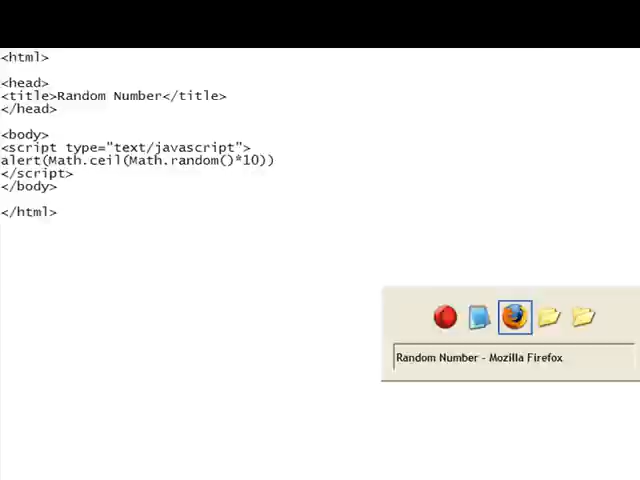 <html>
<head>
<title>Random Number</title>
</head>
<body>
<script type="text/javascript">
alert(Math.ceil(Math.random()*10))
</script>
</body>
</html>
Random Number - Mozilla Firefox